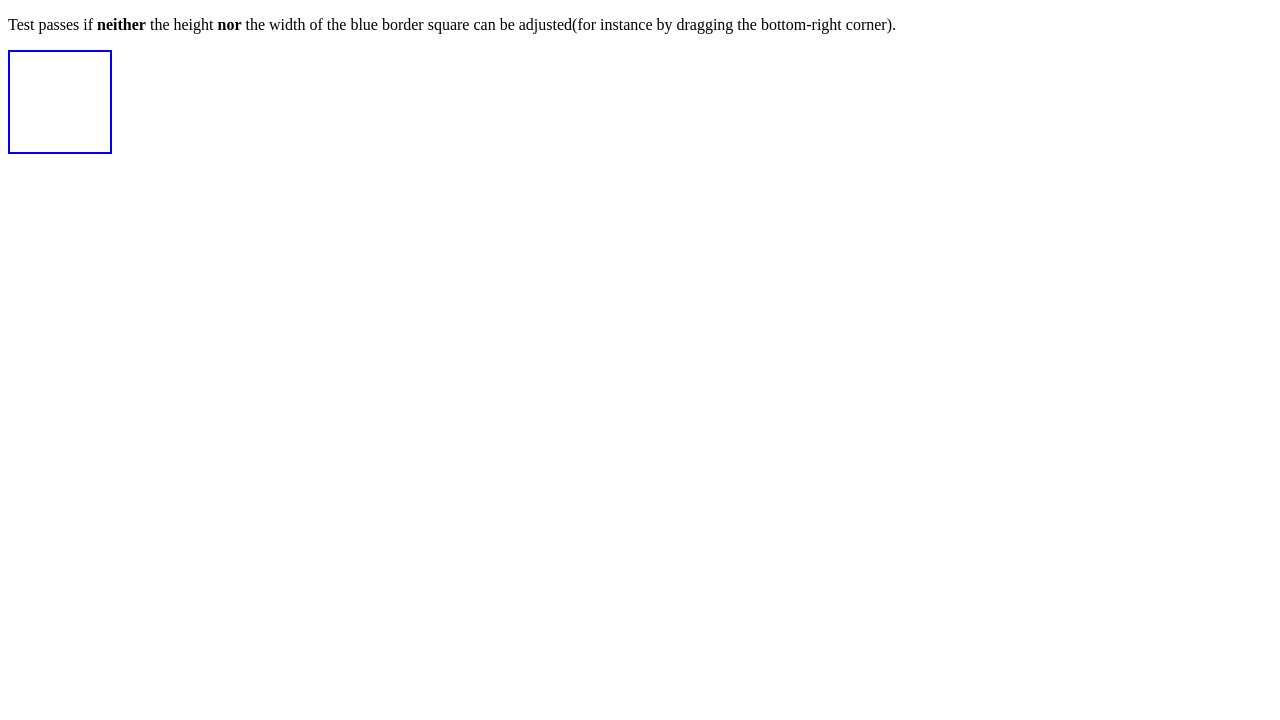 Test passes if neither the height nor the width of the blue border square can be adjusted(for instance by dragging the bottom-right corner).